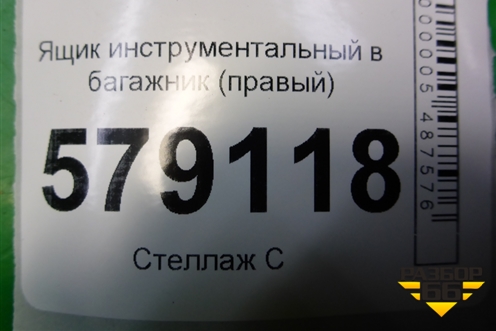 Ящик инструментальный в
багажник (правый)
579118
Стеллаж С
000005487576
РАЗБОР
66